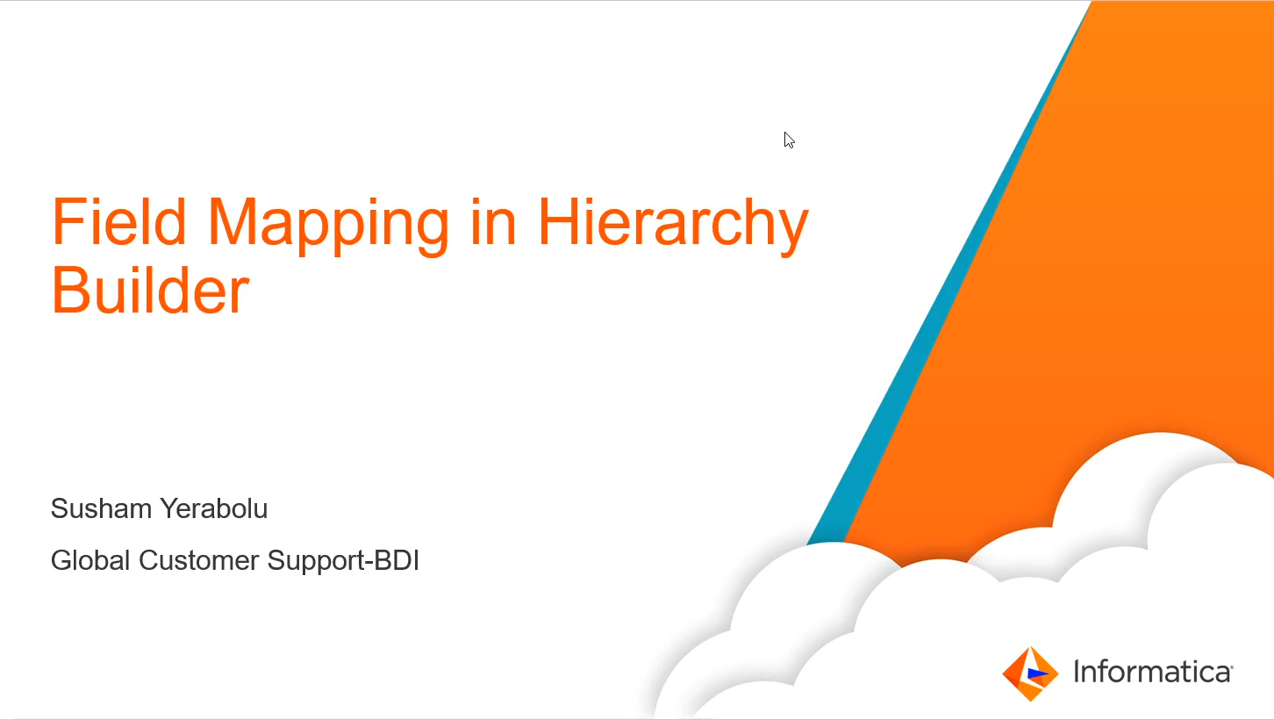 Field Mapping in Hierarchy
Builder
Susham Yerabolu
Global Customer Support-BDI
Informatica®